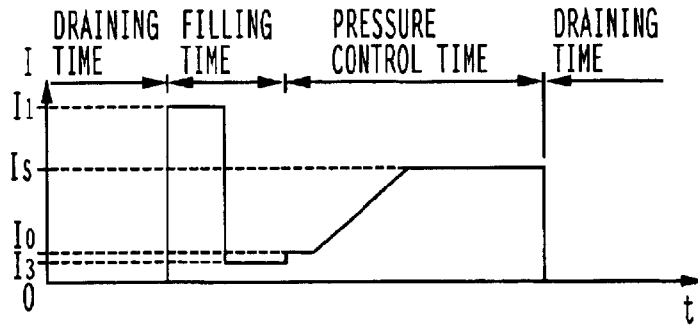 DRAINING TIME
FILLING TIME
PRESSURE CONTROL TIME
DRAINING TIME
I
I1
IS
I0
I3
0
t